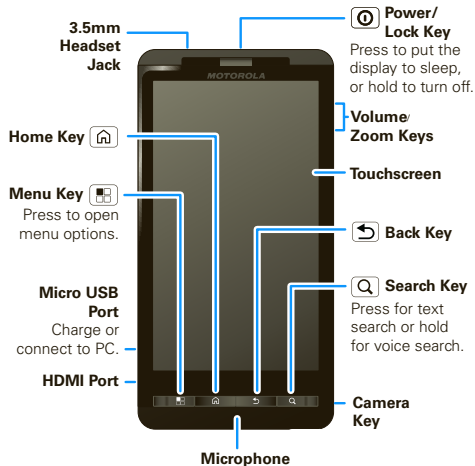 3.5mm
Headset
Jack
Power/
Lock Key
Press to put the
display to sleep,
or hold to turn off.
MOTOROLA
Volume/
Zoom Keys
Home Key
Touchscreen
Menu Key
Press to open
menu options.
Back Key
Search Key
Press for text
search or hold
for voice search.
Micro USB
Port
Charge or
connect to PC.
HDMI Port
Camera
Key
Microphone